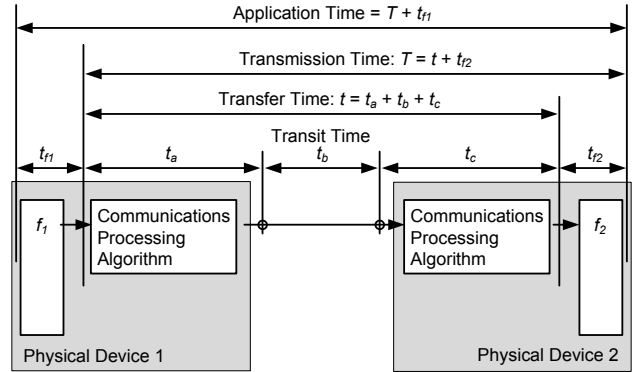 Application Time = T + tf1
Transmission Time: T = t + tf2
Transfer Time: t = ta + tb + tc
Transit Time
tf1 ta tb tc tf2
f1 Communications Processing Algorithm Communications Processing Algorithm f2
Physical Device 1 Physical Device 2